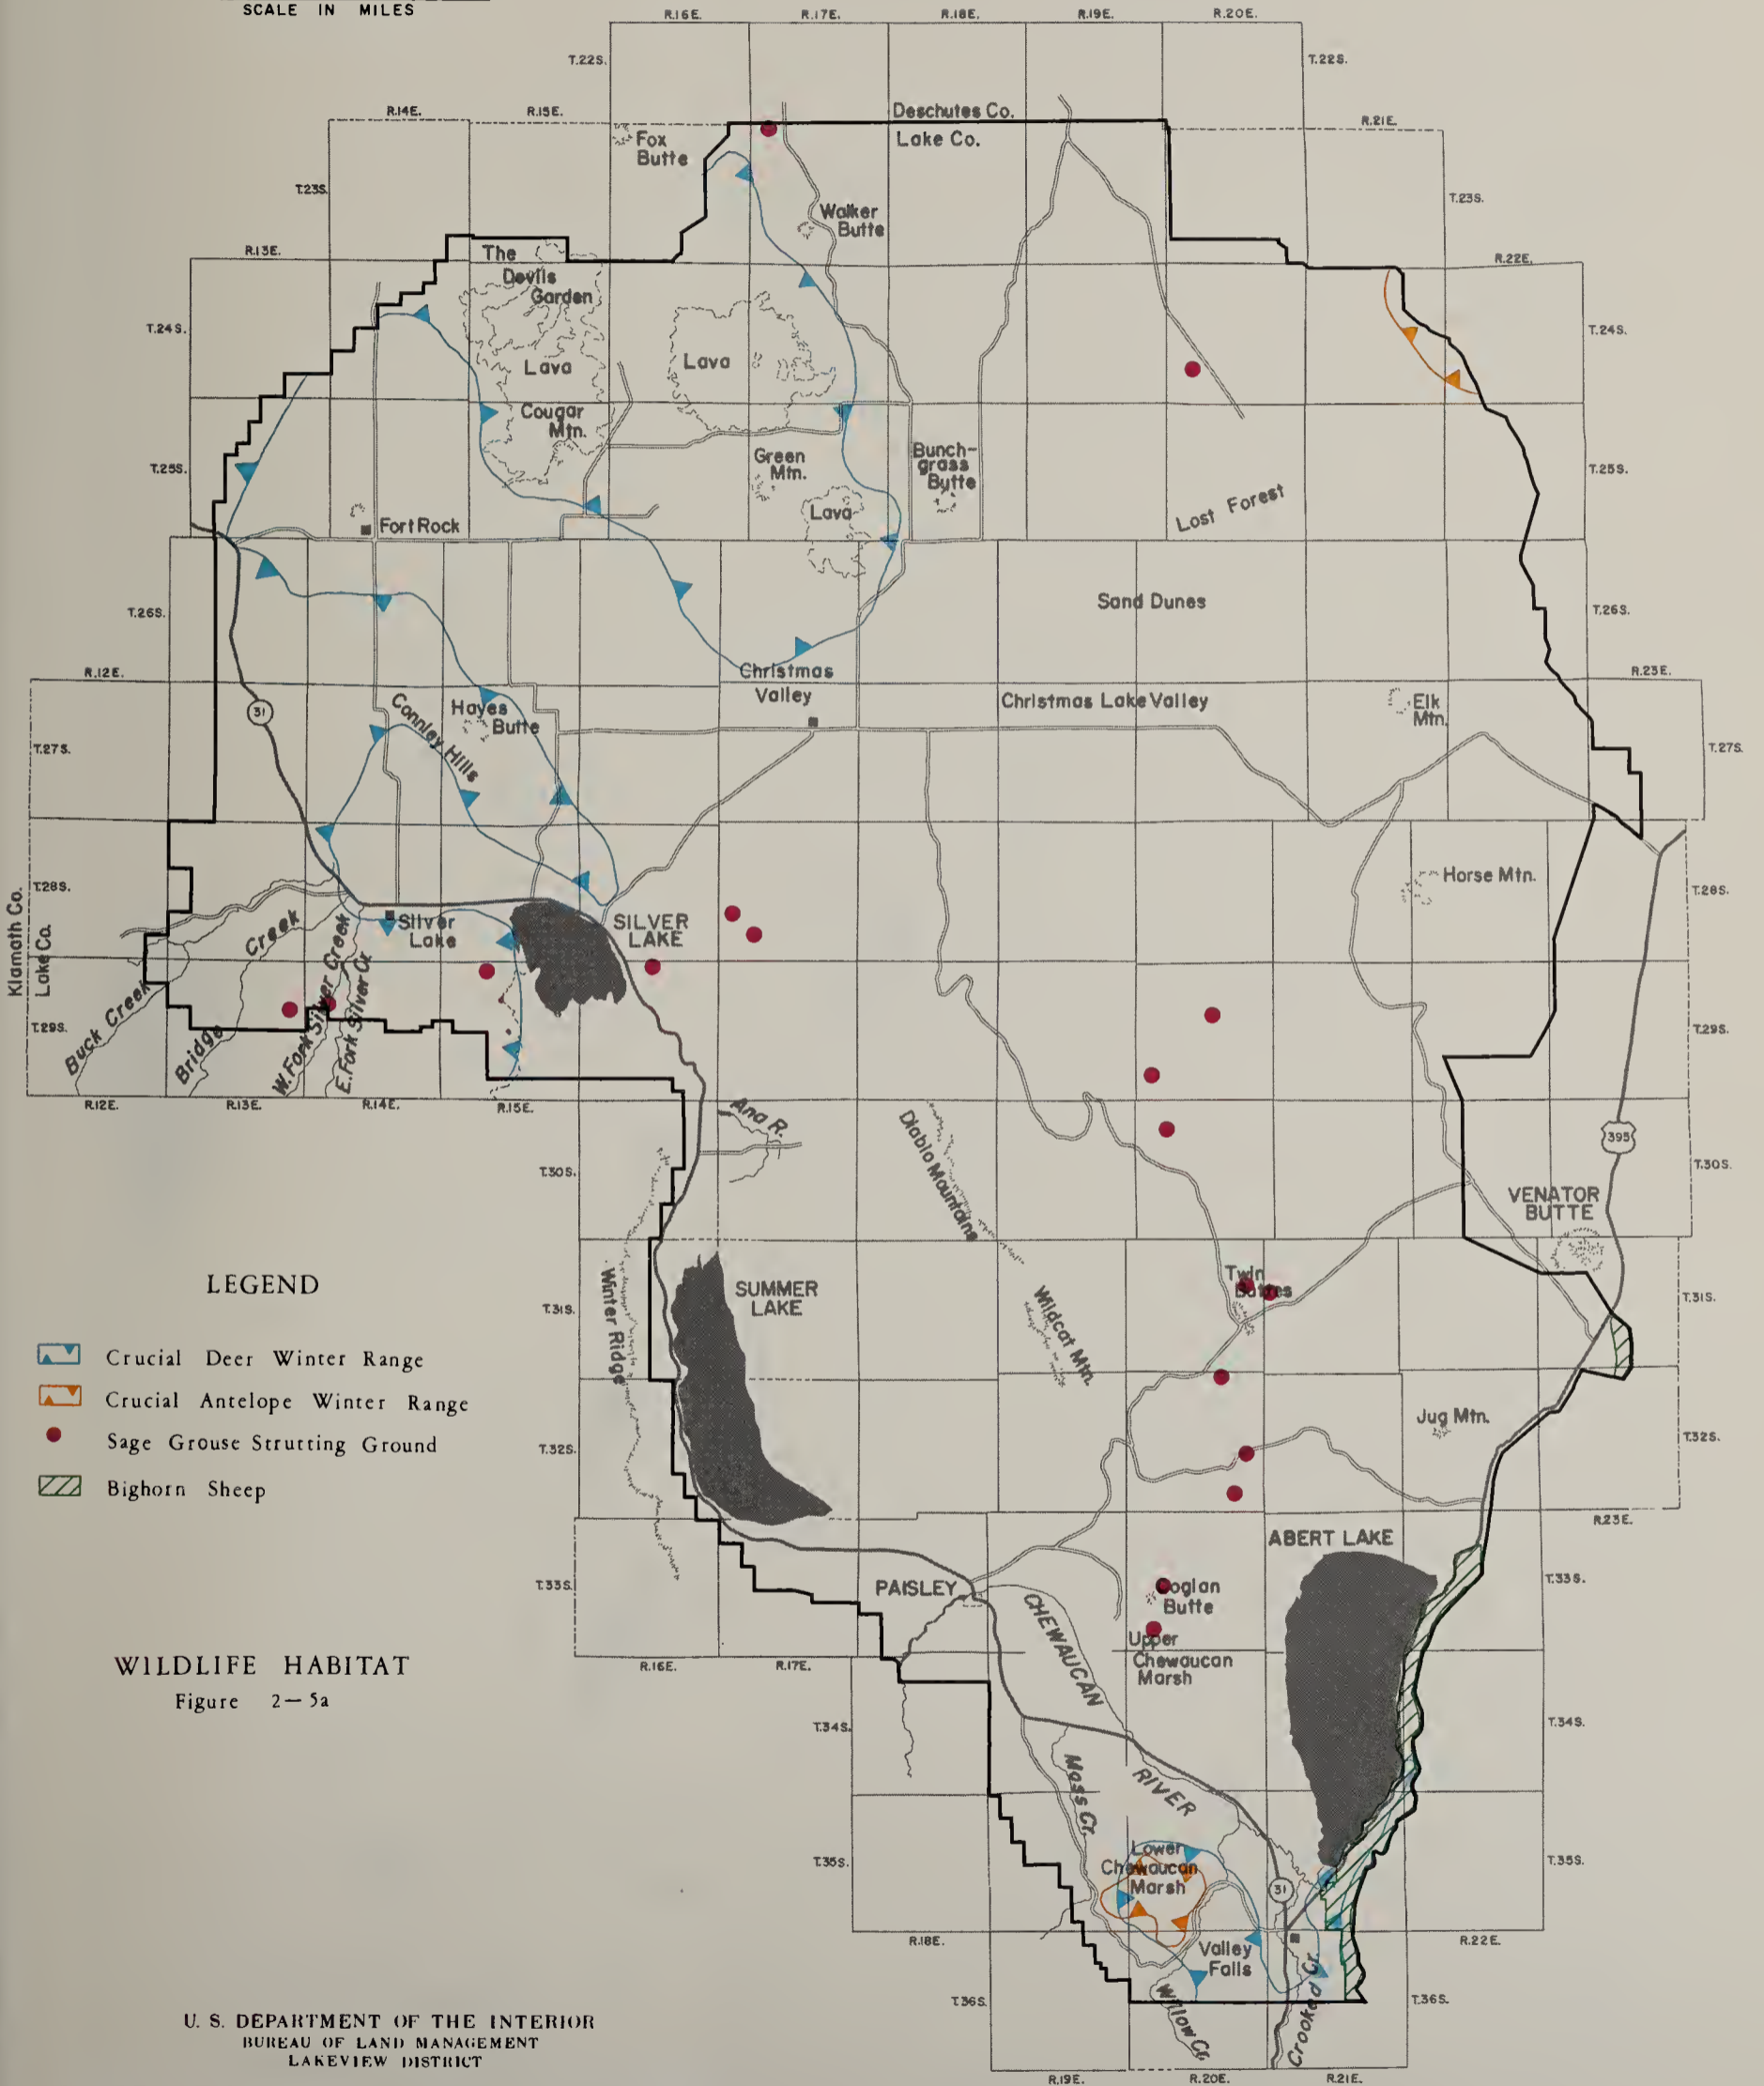 SCALE IN MILES
R.16E. R.17E. R.18E. R.19E. R.20E.
T.22S. T.22S.
R.14E. R.15E. Deschutes Co. R.21E.
Fox
Butte
Lake Co.
T.23S. T.23S.
Walker
Butte
R.13E. R.22E.
The
Devils
Garden
T.24S. T.24S.
Lava
Lava
Cougar
Mtn.
Green
Mtn.
Bunch-
grass
Butte
T.25S. T.25S.
Lava
Lost Forest
Fort Rock
T.26S. T.26S.
Sand Dunes
R.12E. R.23E.
Christmas
Valley
Christmas Lake Valley
Elk
Mtn.
31
Connley Hills
Hayes
Butte
T.27S. T.27S.
Horse Mtn.
T.28S. T.28S.
Klamath Co.
Lake Co.
Silver
Lake
SILVER
LAKE
Buck Creek
Bridge Creek
W. Fork Silver Creek
E. Fork Silver Cr.
T.29S. T.29S.
R.12E. R.13E. R.14E. R.15E.
Ana R.
Diablo Mountains
395
T.30S. T.30S.
VENATOR
BUTTE
Winter Ridge
SUMMER
LAKE
Twin
Buttes
Wildcat Mtn.
T.31S. T.31S.
LEGEND
Crucial Deer Winter Range
Crucial Antelope Winter Range
Sage Grouse Strutting Ground
Bighorn Sheep
Jug Mtn.
T.32S. T.32S.
R.23E.
ABERT LAKE
T.33S. T.33S.
PAISLEY
Coglan
Butte
Upper
Chewaucan
Marsh
CHEWAUCAN RIVER
R.16E. R.17E.
WILDLIFE HABITAT
Figure 2—5a
T.34S. T.34S.
Moss Cr.
T.35S. T.35S.
Lower
Chewaucan
Marsh
31
R.18E. R.22E.
Valley
Falls
Willow Cr.
Crooked Cr.
T.36S. T.36S.
R.19E. R.20E. R.21E.
U. S. DEPARTMENT OF THE INTERIOR
BUREAU OF LAND MANAGEMENT
LAKEVIEW DISTRICT